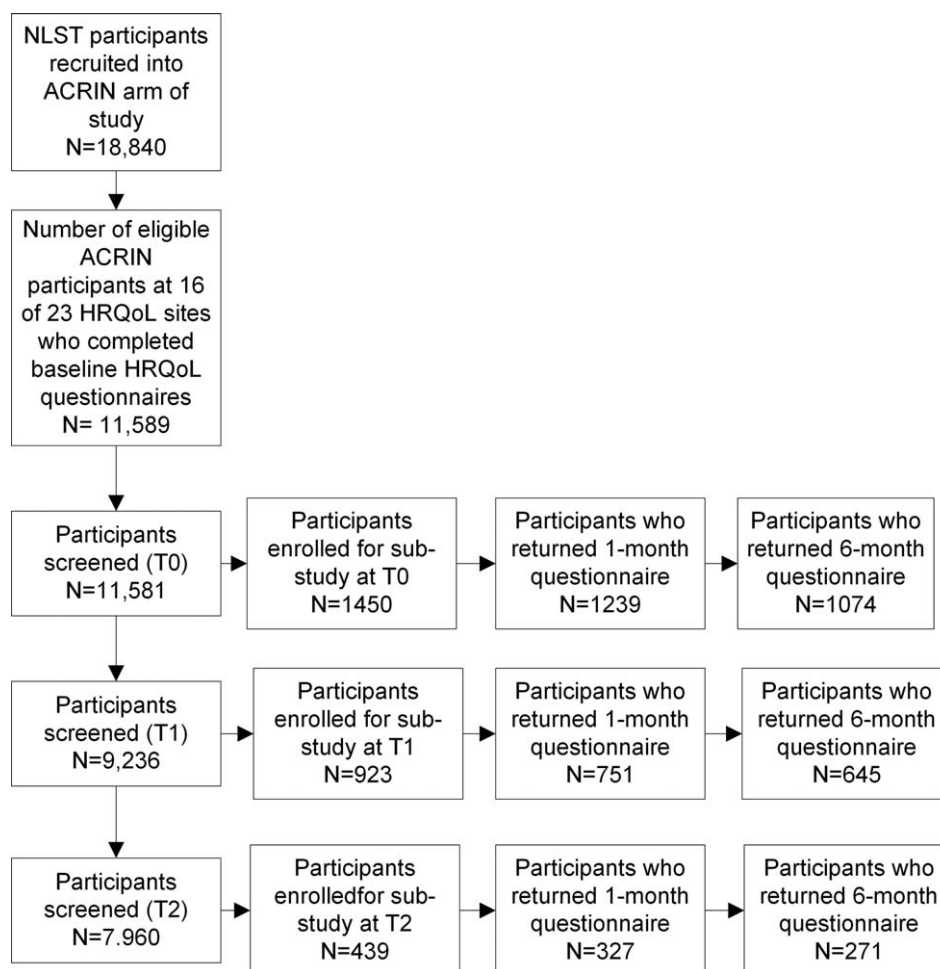 NLST participants
recruited into
ACRIN arm of
study
N=18,840
Number of eligible
ACRIN
participants at 16
of 23 HRQoL sites
who completed
baseline HRQoL
questionnaires
N= 11,589
Participants
screened (T0)
N=11,581
Participants
enrolled for sub-
study at T0
N=1450
Participants who
returned 1-month
questionnaire
N=1239
Participants who
returned 6-month
questionnaire
N=1074
Participants
screened (T1)
N=9,236
Participants
enrolled for sub-
study at T1
N=923
Participants who
returned 1-month
questionnaire
N=751
Participants who
returned 6-month
questionnaire
N=645
Participants
screened (T2)
N=7.960
Participants
enrolledfor sub-
study at T2
N=439
Participants who
returned 1-month
questionnaire
N=327
Participants who
returned 6-month
questionnaire
N=271